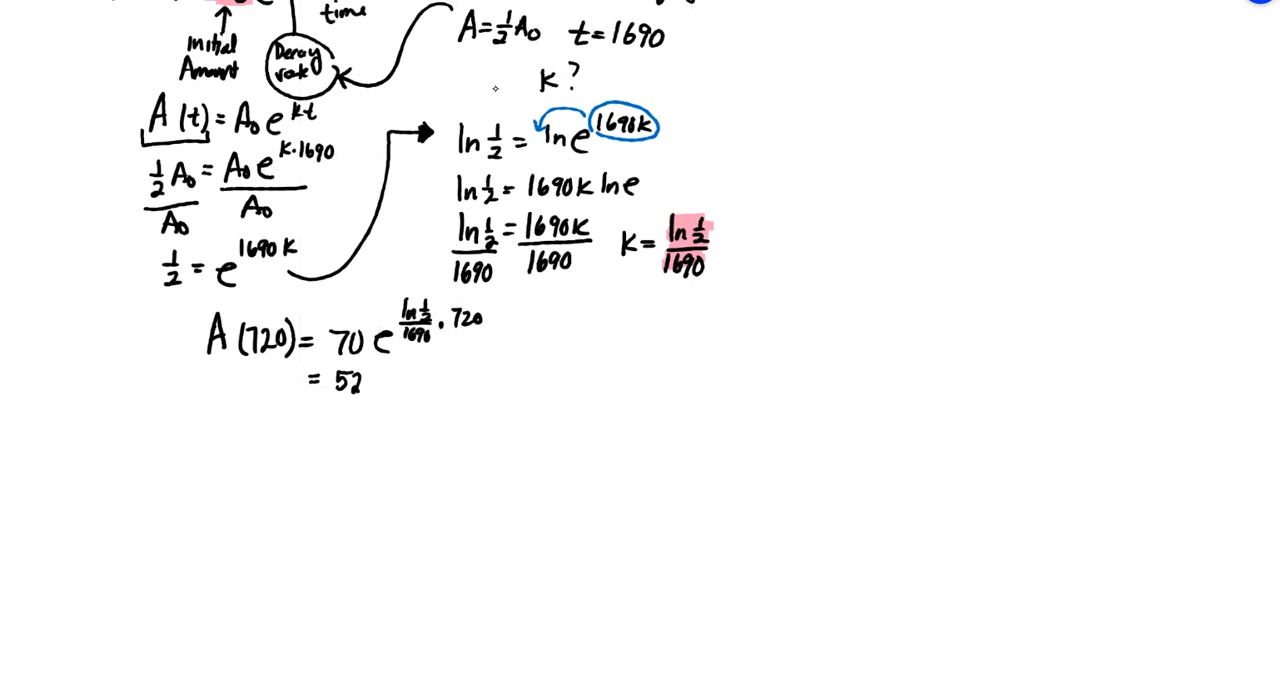 time
Initial
Amount
Decay
rate
A=½A₀ t=1690
k?
A(t)=A₀e^{kt}
½A₀/A₀ = A₀e^{k·1690}/A₀
½ = e^{1690k}
ln ½ = ln e^{1690k}
ln ½ = 1690k ln e
ln ½/1690 = 1690k/1690 k= ln ½/1690
A(720)= 70e^{ln ½/1690 · 720}
= 52